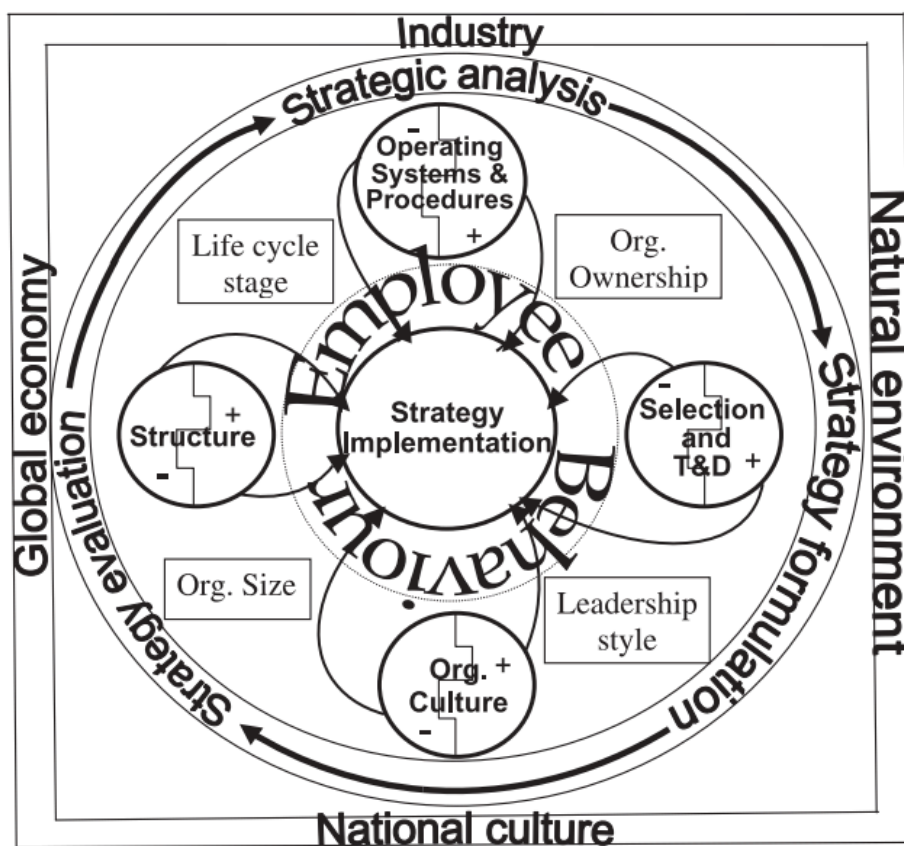 Industry
Strategic analysis
-
Operating
Systems &
Procedures
+
Life cycle
stage
Org.
Ownership
Global economy
Natural environment
Employee
Strategy
Implementation
+
Structure
-
-
Selection
and
T&D
+
Strategy evaluation
Strategy formulation
Behaviour
Org. Size
Leadership
style
Org. +
Culture
-
National culture